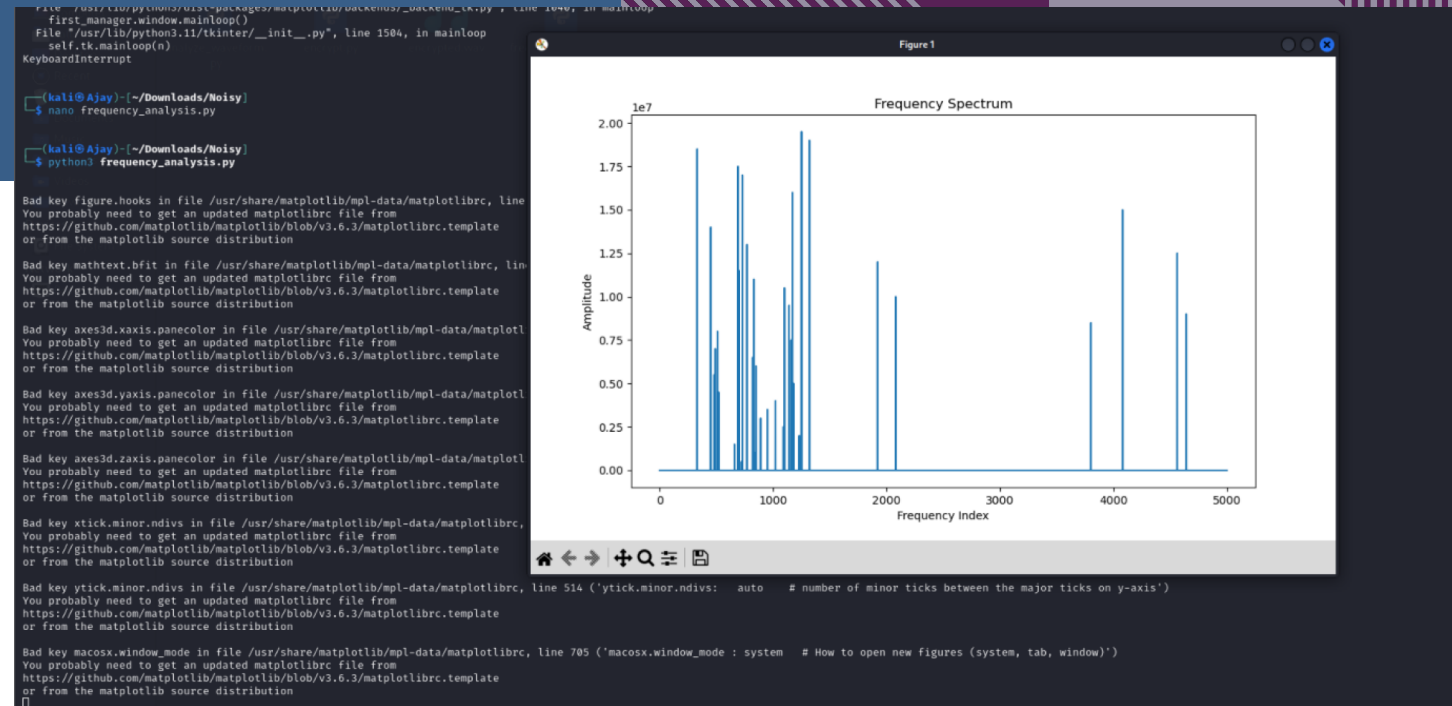 File "/usr/lib/python3/dist-packages/matplotlib/backends/_backend_tk.py", line 1040, in mainloop
first_manager.window.mainloop()
File "/usr/lib/python3.11/tkinter/__init__.py", line 1504, in mainloop
self.tk.mainloop(n)
KeyboardInterrupt
(kali㉿Ajay)-[~/Downloads/Noisy]
$ nano frequency_analysis.py
(kali㉿Ajay)-[~/Downloads/Noisy]
$ python3 frequency_analysis.py
Bad key figure.hooks in file /usr/share/matplotlib/mpl-data/matplotlibrc, line
You probably need to get an updated matplotlibrc file from
https://github.com/matplotlib/matplotlib/blob/v3.6.3/matplotlibrc.template
or from the matplotlib source distribution
Bad key mathtext.bfit in file /usr/share/matplotlib/mpl-data/matplotlibrc, lin
You probably need to get an updated matplotlibrc file from
https://github.com/matplotlib/matplotlib/blob/v3.6.3/matplotlibrc.template
or from the matplotlib source distribution
Bad key axes3d.xaxis.panecolor in file /usr/share/matplotlib/mpl-data/matplotl
You probably need to get an updated matplotlibrc file from
https://github.com/matplotlib/matplotlib/blob/v3.6.3/matplotlibrc.template
or from the matplotlib source distribution
Bad key axes3d.yaxis.panecolor in file /usr/share/matplotlib/mpl-data/matplotl
You probably need to get an updated matplotlibrc file from
https://github.com/matplotlib/matplotlib/blob/v3.6.3/matplotlibrc.template
or from the matplotlib source distribution
Bad key axes3d.zaxis.panecolor in file /usr/share/matplotlib/mpl-data/matplotl
You probably need to get an updated matplotlibrc file from
https://github.com/matplotlib/matplotlib/blob/v3.6.3/matplotlibrc.template
or from the matplotlib source distribution
Bad key xtick.minor.ndivs in file /usr/share/matplotlib/mpl-data/matplotlibrc,
You probably need to get an updated matplotlibrc file from
https://github.com/matplotlib/matplotlib/blob/v3.6.3/matplotlibrc.template
or from the matplotlib source distribution
Bad key ytick.minor.ndivs in file /usr/share/matplotlib/mpl-data/matplotlibrc, line 514 ('ytick.minor.ndivs:   auto    # number of minor ticks between the major ticks on y-axis')
You probably need to get an updated matplotlibrc file from
https://github.com/matplotlib/matplotlib/blob/v3.6.3/matplotlibrc.template
or from the matplotlib source distribution
Bad key macosx.window_mode in file /usr/share/matplotlib/mpl-data/matplotlibrc, line 705 ('macosx.window_mode : system   # How to open new figures (system, tab, window)')
You probably need to get an updated matplotlibrc file from
https://github.com/matplotlib/matplotlib/blob/v3.6.3/matplotlibrc.template
or from the matplotlib source distribution
Figure 1
Frequency Spectrum
1e7
2.00
1.75
1.50
1.25
1.00
0.75
0.50
0.25
0.00
Amplitude
0 1000 2000 3000 4000 5000
Frequency Index